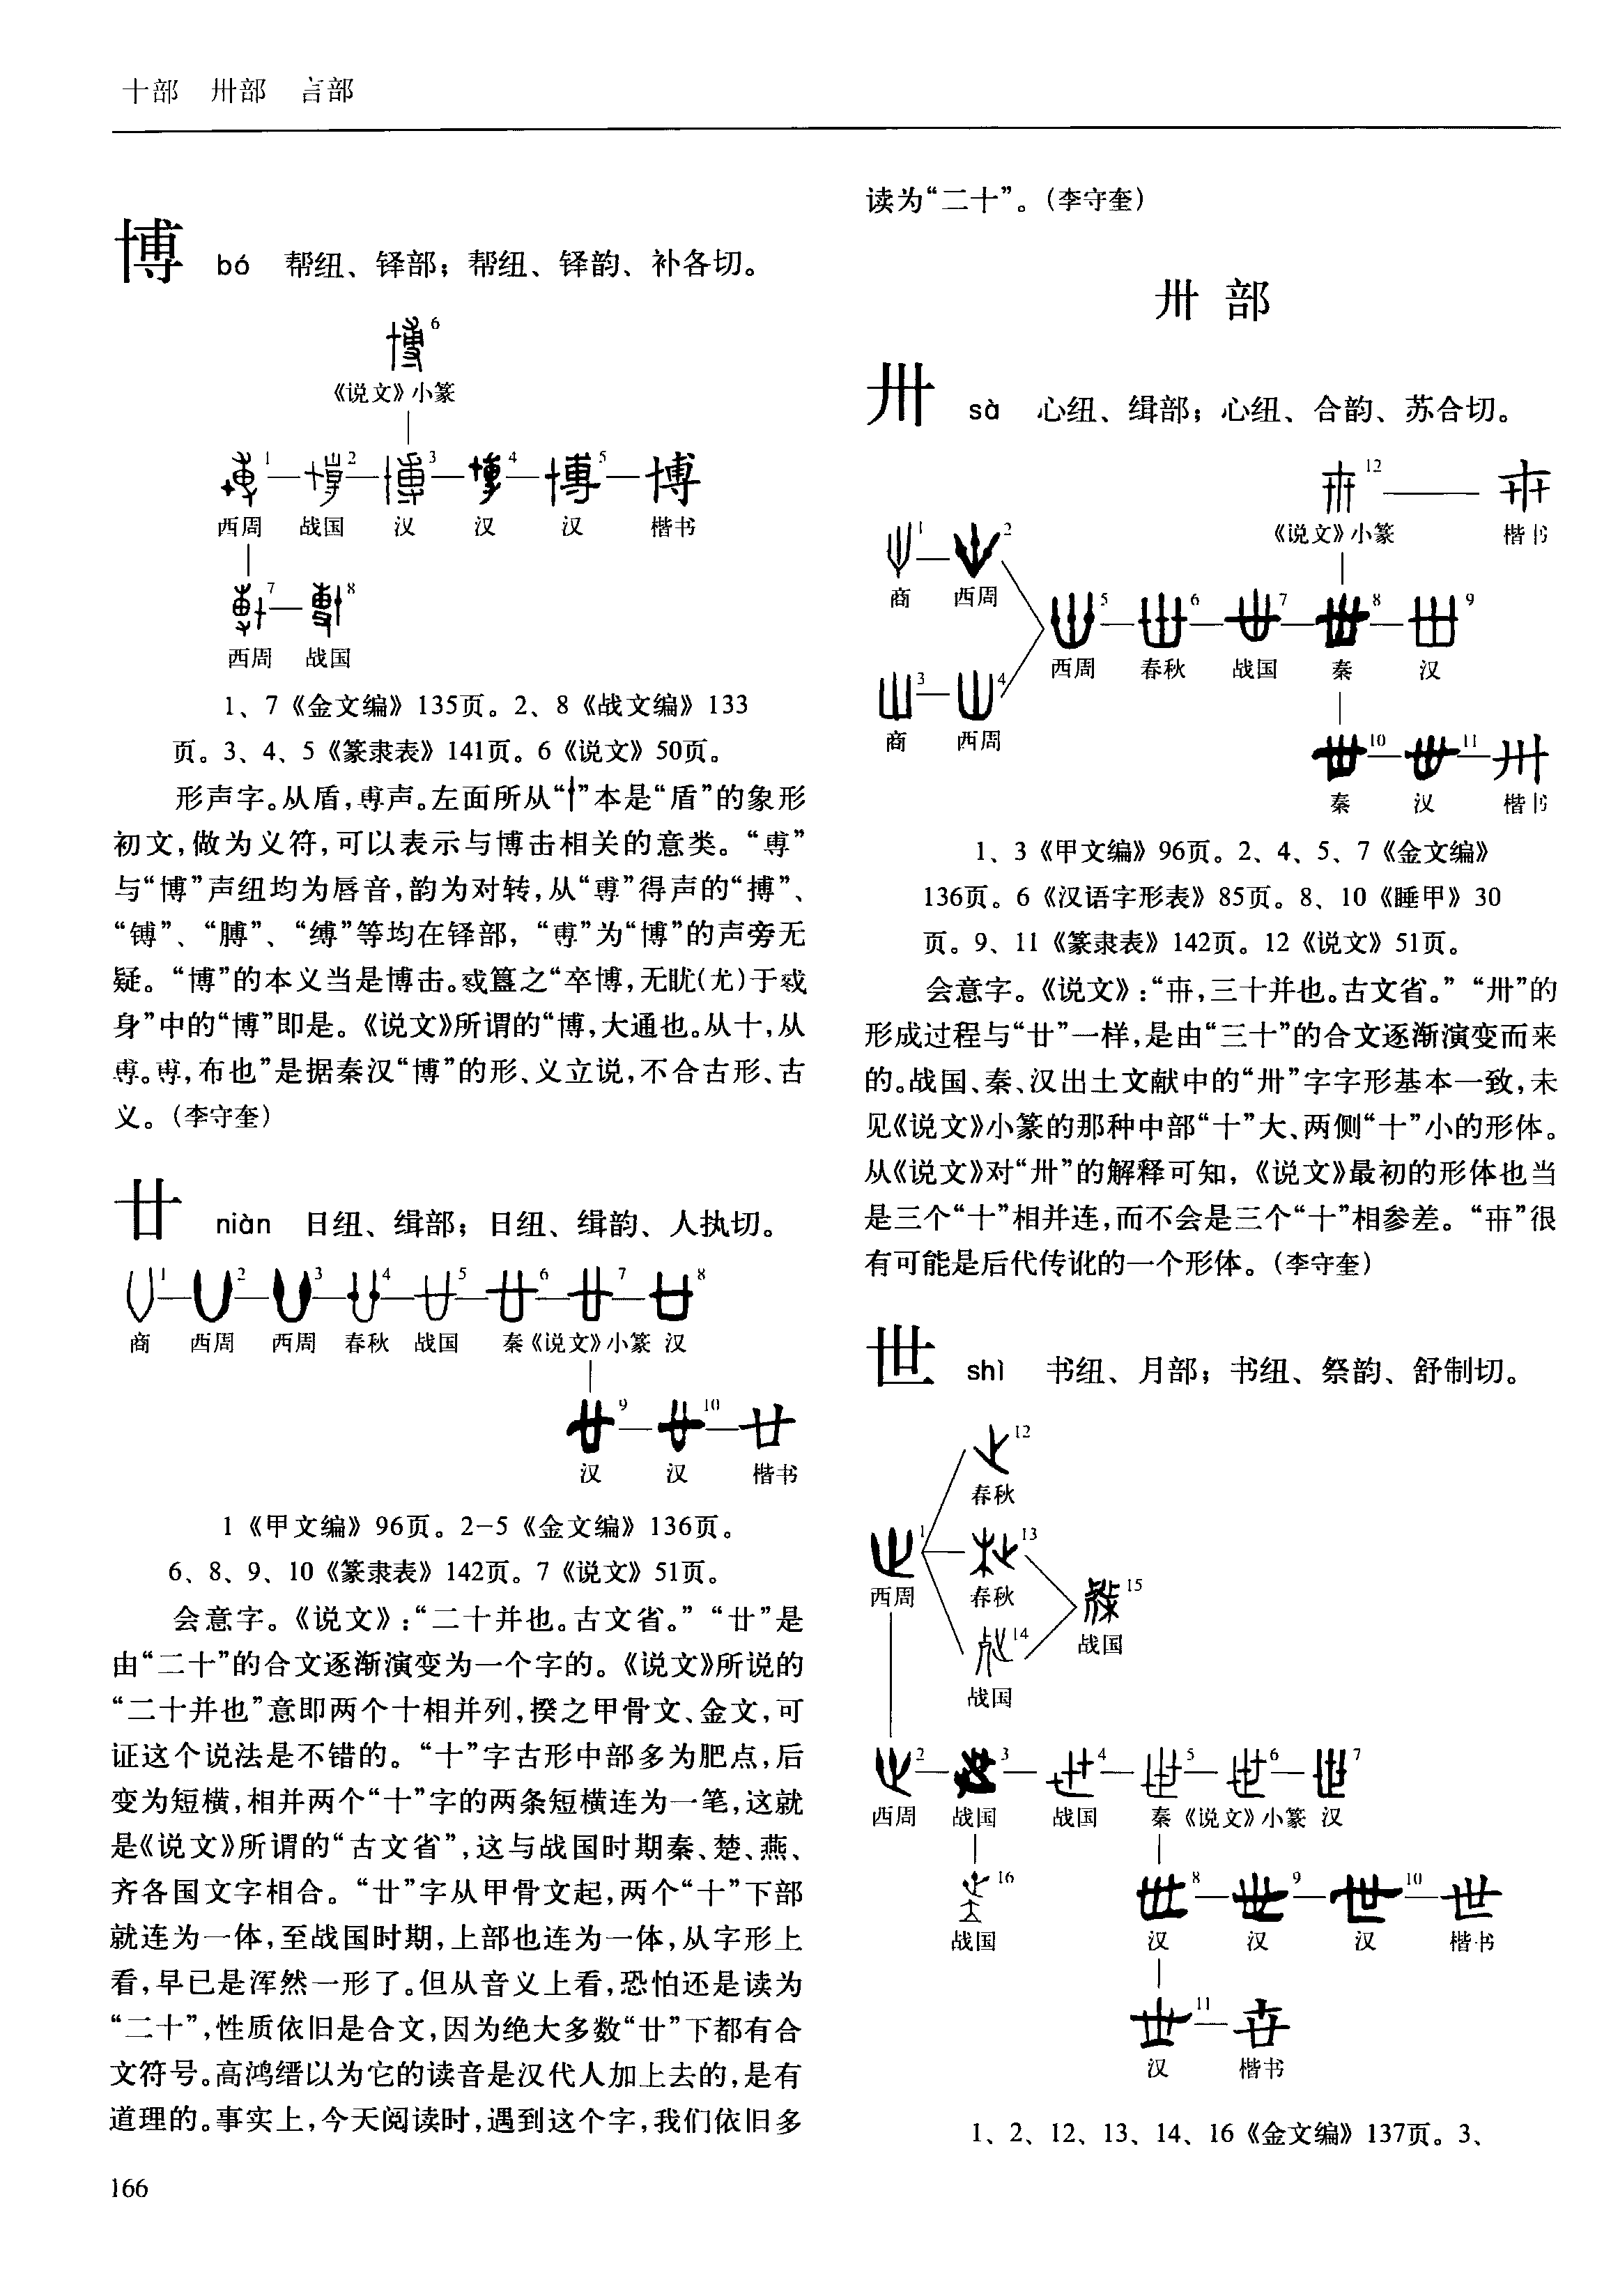 十部 卅部 言部
博 bó 帮纽、铎部；帮纽、铎韵、补各切。
6
《说文》小篆
1 2 3 4 5 博
西周 战国 汉 汉 汉 楷书
7 8
西周 战国
1、7《金文编》135页。2、8《战文编》133
页。3、4、5《篆隶表》141页。6《说文》50页。
形声字。从盾，尃声。左面所从“”本是“盾”的象形
初文，做为义符，可以表示与博击相关的意类。“尃”
与“博”声纽均为唇音，韵为对转，从“尃”得声的“搏”、
“镈”、“膊”、“缚”等均在铎部，“尃”为“博”的声旁无
疑。“博”的本义当是博击。㦰簋之“卒博，无眈(尤)于㦰
身”中的“博”即是。《说文》所谓的“博，大通也。从十，从
尃。尃，布也”是据秦汉“博”的形、义立说，不合古形、古
义。（李守奎）
廿 niàn 日纽、缉部；日纽、缉韵、人执切。
1 2 3 4 5 6 7 8
商 西周 西周 春秋 战国 秦《说文》小篆 汉
9 10 廿
汉 汉 楷书
1《甲文编》96页。2-5《金文编》136页。
6、8、9、10《篆隶表》142页。7《说文》51页。
会意字。《说文》：“二十并也。古文省。”“廿”是
由“二十”的合文逐渐演变为一个字的。《说文》所说的
“二十并也”意即两个十相并列，揆之甲骨文、金文，可
证这个说法是不错的。“十”字古形中部多为肥点，后
变为短横，相并两个“十”字的两条短横连为一笔，这就
是《说文》所谓的“古文省”，这与战国时期秦、楚、燕、
齐各国文字相合。“廿”字从甲骨文起，两个“十”下部
就连为一体，至战国时期，上部也连为一体，从字形上
看，早已是浑然一形了。但从音义上看，恐怕还是读为
“二十”，性质依旧是合文，因为绝大多数“廿”下都有合
文符号。高鸿缙以为它的读音是汉代人加上去的，是有
道理的。事实上，今天阅读时，遇到这个字，我们依旧多
166
读为“二十”。（李守奎）
卅部
卅 sà 心纽、缉部；心纽、合韵、苏合切。
12 卅
《说文》小篆 楷书
1 2
商 西周
5 6 7 8 9
西周 春秋 战国 秦 汉
3 4
商 西周
10 11 卅
秦 汉 楷书
1、3《甲文编》96页。2、4、5、7《金文编》
136页。6《汉语字形表》85页。8、10《睡甲》30
页。9、11《篆隶表》142页。12《说文》51页。
会意字。《说文》：“卅，三十并也。古文省。”“卅”的
形成过程与“廿”一样，是由“三十”的合文逐渐演变而来
的。战国、秦、汉出土文献中的“卅”字字形基本一致，未
见《说文》小篆的那种中部“十”大、两侧“十”小的形体。
从《说文》对“卅”的解释可知，《说文》最初的形体也当
是三个“十”相并连，而不会是三个“十”相参差。“卅”很
有可能是后代传讹的一个形体。（李守奎）
世 shì 书纽、月部；书纽、祭韵、舒制切。
12
春秋
1 13
西周 春秋
15
战国
14
战国
2 3 4 5 6 7
西周 战国 战国 秦《说文》小篆 汉
16 8 9 10 世
战国 汉 汉 汉 楷书
11 卋
汉 楷书
1、2、12、13、14、16《金文编》137页。3、